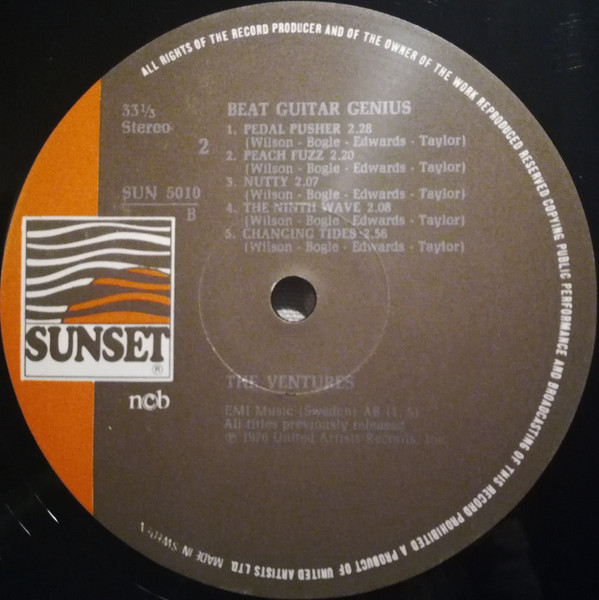 ALL RIGHTS OF THE RECORD PRODUCER AND OF THE OWNER OF THE WORK REPRODUCED RESERVED COPYING PUBLIC PERFORMANCE AND BROADCASTING OF THIS RECORD PROHIBITED A PRODUCT OF UNITED ARTISTS LTD. MADE IN SWEDEN
33 1/3
Stereo
2
SUN 5010
B
BEAT GUITAR GENIUS
1. PEDAL PUSHER 2.28
(Wilson - Bogle - Edwards - Taylor)
2. PEACH FUZZ 2.20
(Wilson - Bogle - Edwards - Taylor)
3. NUTTY 2.07
(Wilson - Bogle - Edwards - Taylor)
4. THE NINTH WAVE 2.08
(Wilson - Bogle - Edwards - Taylor)
5. CHANGING TIDES 2.56
(Wilson - Bogle - Edwards - Taylor)
SUNSET
®
ncb
THE VENTURES
EMI Music (Sweden) AB
All titles previously released
℗ 1976 United Artists Records, Inc.